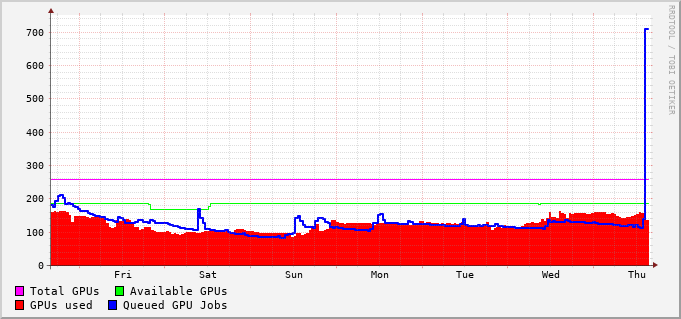 700
600
500
400
300
200
100
0
Fri Sat Sun Mon Tue Wed Thu
Total GPUs Available GPUs
GPUs used Queued GPU Jobs
RRDTOOL / TOBI OETIKER